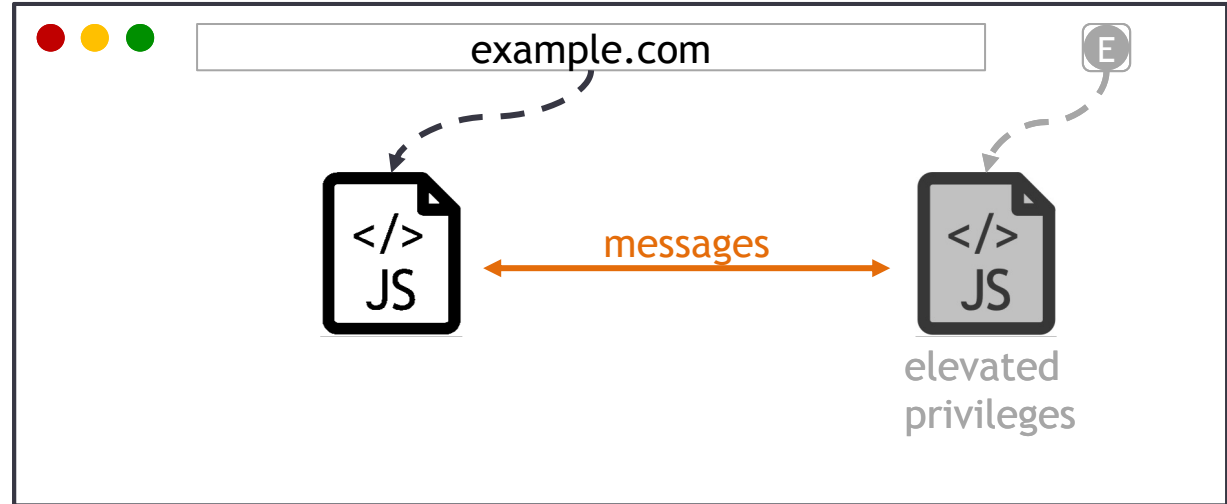 example.com
E
</>
JS
messages
</>
JS
elevated
privileges